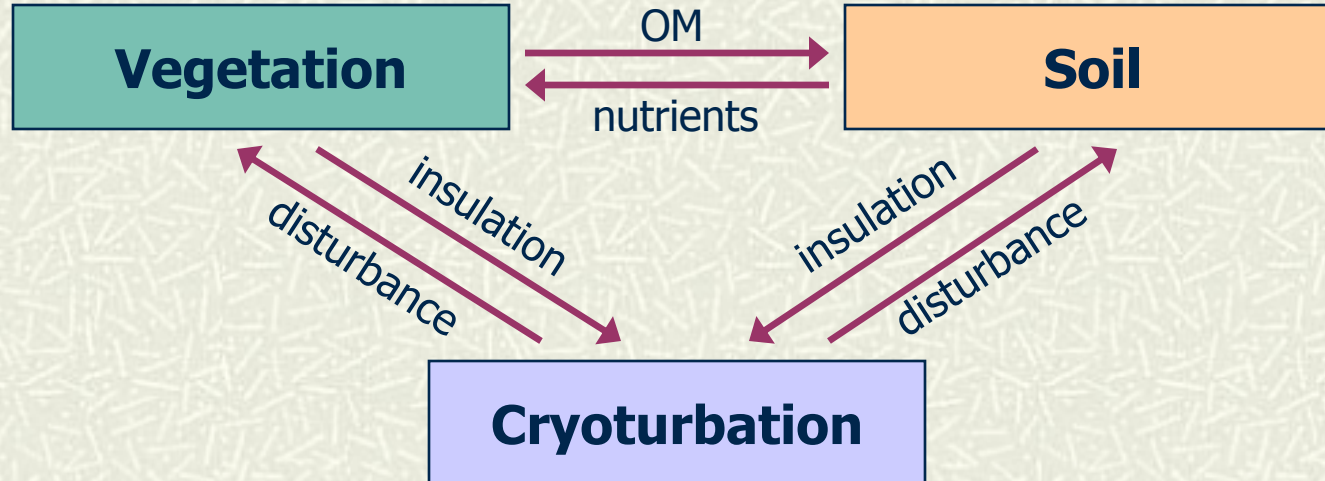 OM
Vegetation
Soil
nutrients
insulation
disturbance
insulation
disturbance
Cryoturbation